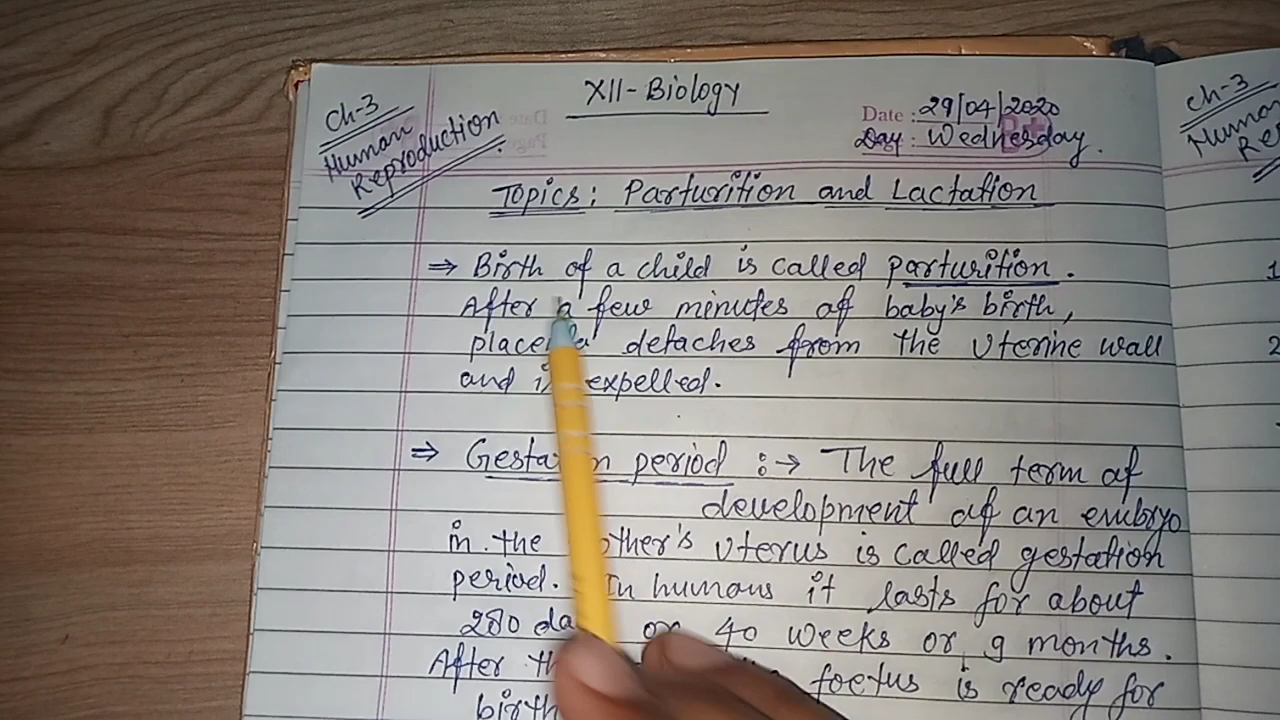 XII-Biology
Ch-3
Human
Reproduction
Date: 29/04/2020
Day: Wednesday.
Topics: Parturition and Lactation
⇒ Birth of a child is called parturition.
After a few minutes of baby's birth,
detaches from the Uterine wall
and expelled.
⇒ period :→ The full term of
development of an embryo
in the Uterus is called gestation
period. In humans it lasts for about
280 or 40 weeks or 9 months.
After foetus is ready for
Ch-3
1
2